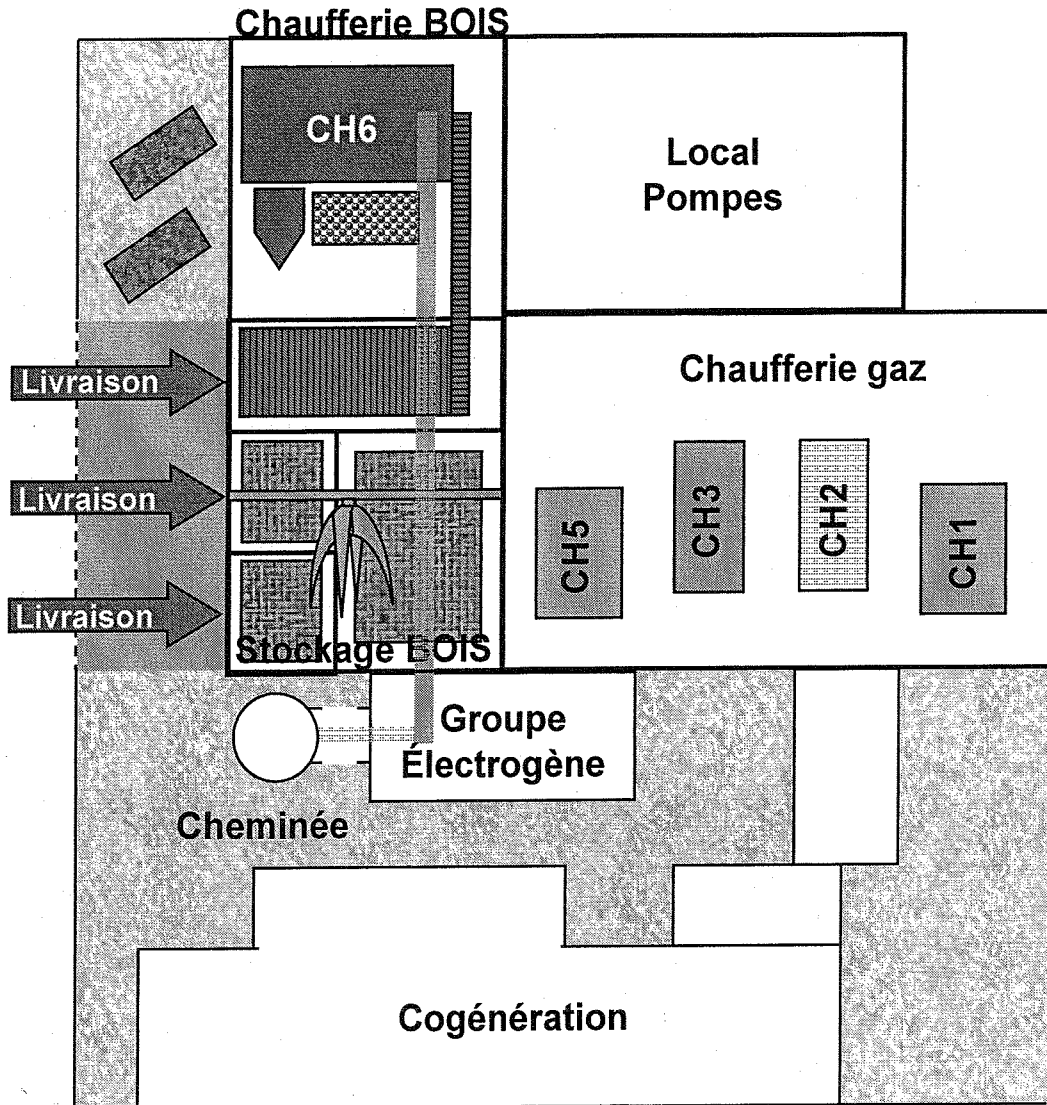 Chaufferie BOIS
CH6
Local
Pompes
Livraison
Chaufferie gaz
Livraison
CH5
CH3
CH2
CH1
Livraison
Stockage BOIS
Groupe
Électrogène
Cheminée
Cogénération